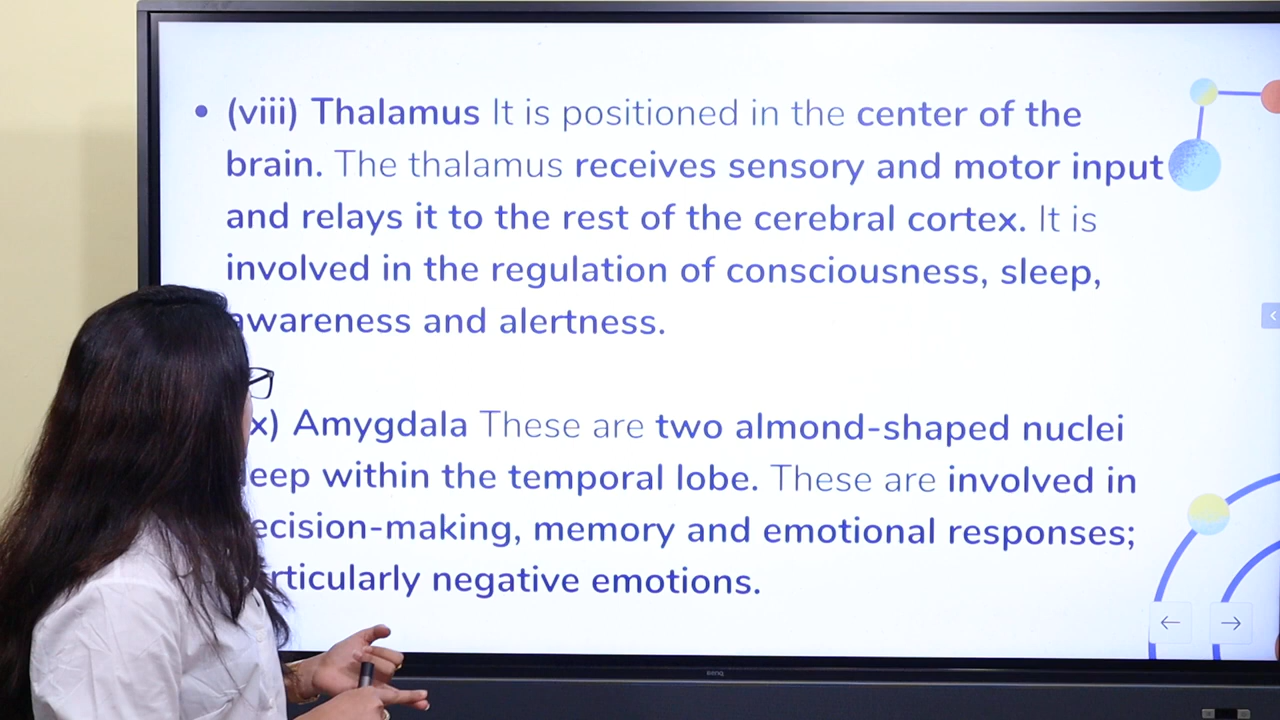 • (viii) Thalamus It is positioned in the center of the
brain. The thalamus receives sensory and motor input
and relays it to the rest of the cerebral cortex. It is
involved in the regulation of consciousness, sleep,
awareness and alertness.
x) Amygdala These are two almond-shaped nuclei
eep within the temporal lobe. These are involved in
ecision-making, memory and emotional responses;
rticularly negative emotions.
BenQ